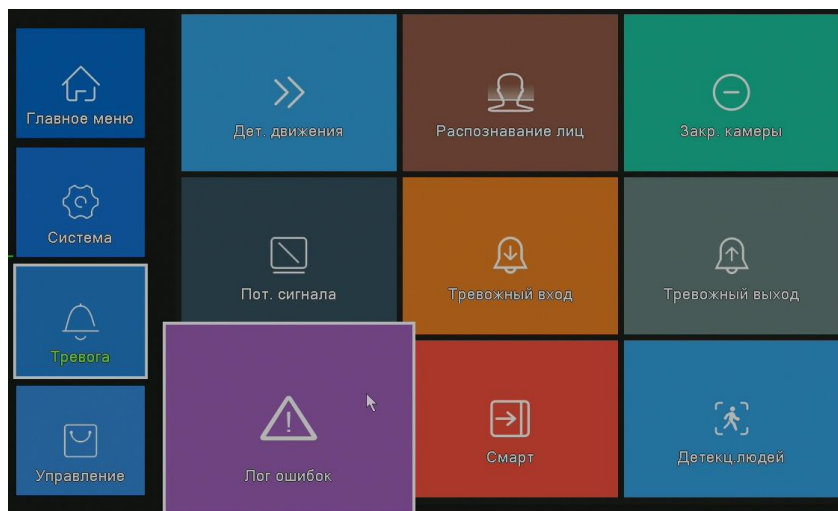 Главное меню
Дет. движения
Распознавание лиц
Закр. камеры
Система
Пот. сигнала
Тревожный вход
Тревожный выход
Тревога
Лог ошибок
Смарт
Детекц.людей
Управление